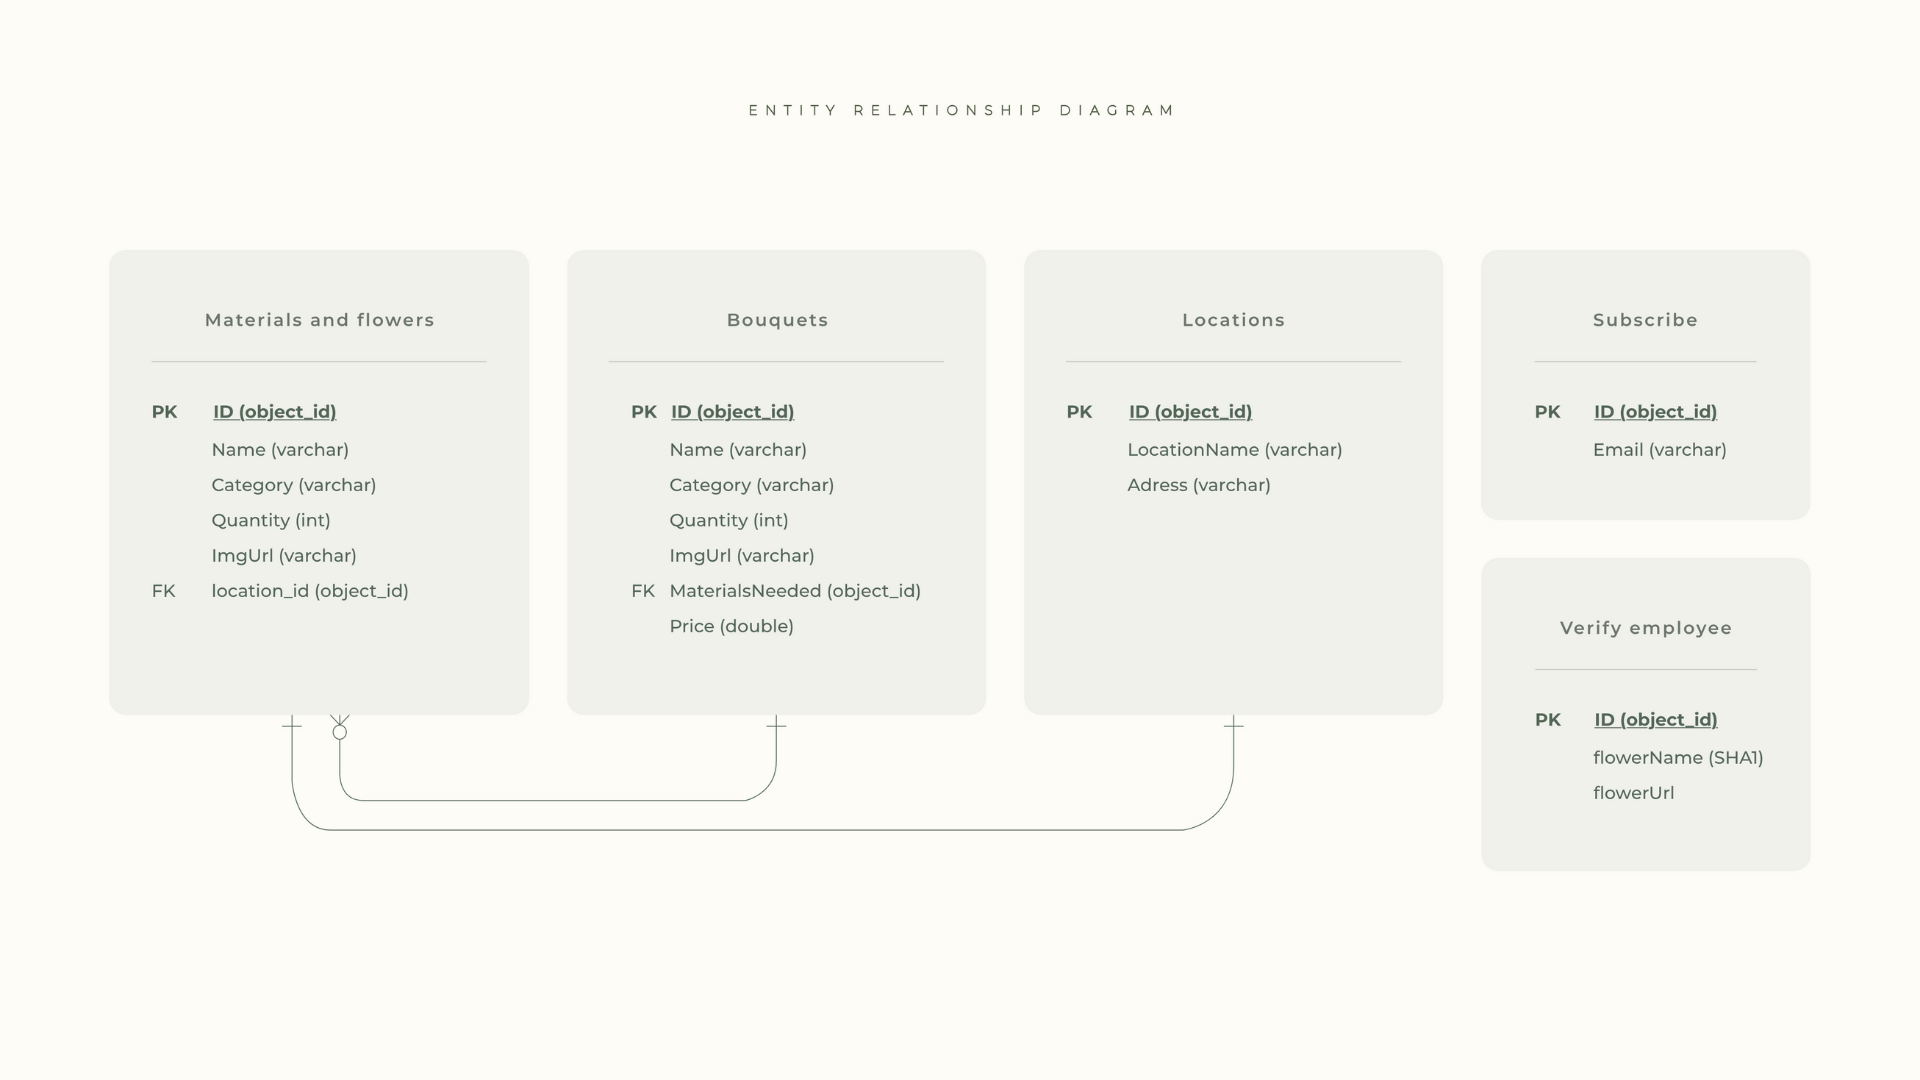 ENTITY RELATIONSHIP DIAGRAM
Materials and flowers
PK ID (object_id)
Name (varchar)
Category (varchar)
Quantity (int)
ImgUrl (varchar)
FK location_id (object_id)
Bouquets
PK ID (object_id)
Name (varchar)
Category (varchar)
Quantity (int)
ImgUrl (varchar)
FK MaterialsNeeded (object_id)
Price (double)
Locations
PK ID (object_id)
LocationName (varchar)
Adress (varchar)
Subscribe
PK ID (object_id)
Email (varchar)
Verify employee
PK ID (object_id)
flowerName (SHA1)
flowerUrl